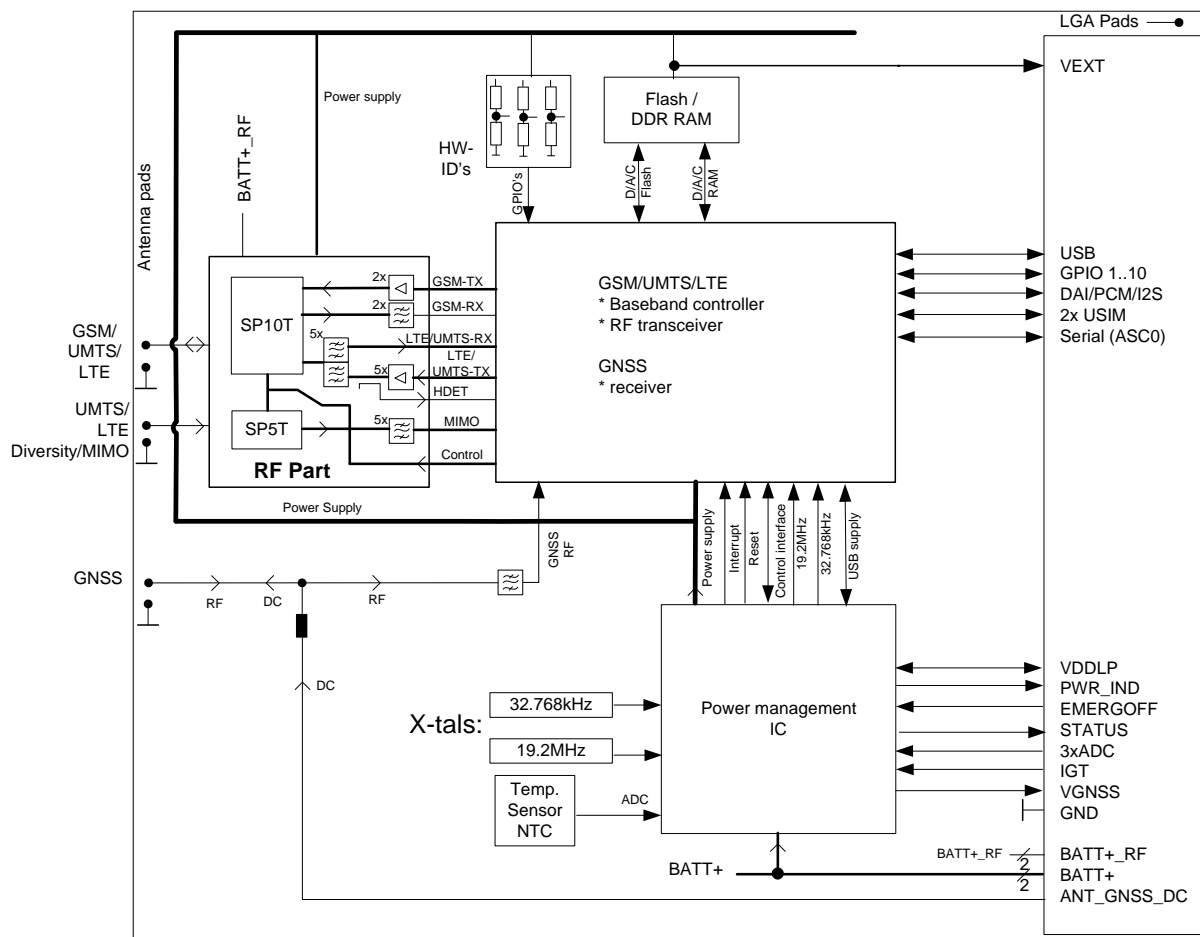 LGA Pads
VEXT
Power supply
Flash /
DDR RAM
HW-
ID's
GPIO's
D/A/C
Flash
D/A/C
RAM
BATT+_RF
Antenna pads
GSM/UMTS/LTE
* Baseband controller
* RF transceiver
GNSS
* receiver
USB
GPIO 1..10
DAI/PCM/I2S
2x USIM
Serial (ASC0)
SP10T
2x
GSM-TX
2x
GSM-RX
5x
LTE/UMTS-RX
LTE/
UMTS-TX
5x
HDET
SP5T
5x
MIMO
Control
RF Part
GSM/
UMTS/
LTE
UMTS/
LTE
Diversity/MIMO
Power Supply
GNSS
RF
Power supply
Interrupt
Reset
Control interface
19.2MHz
32.768kHz
USB supply
GNSS
RF
DC
RF
DC
X-tals:
32.768kHz
19.2MHz
Temp.
Sensor
NTC
ADC
Power management
IC
VDDLP
PWR_IND
EMERGOFF
STATUS
3xADC
IGT
VGNSS
GND
BATT+_RF
2
BATT+_RF
BATT+
2
BATT+
ANT_GNSS_DC